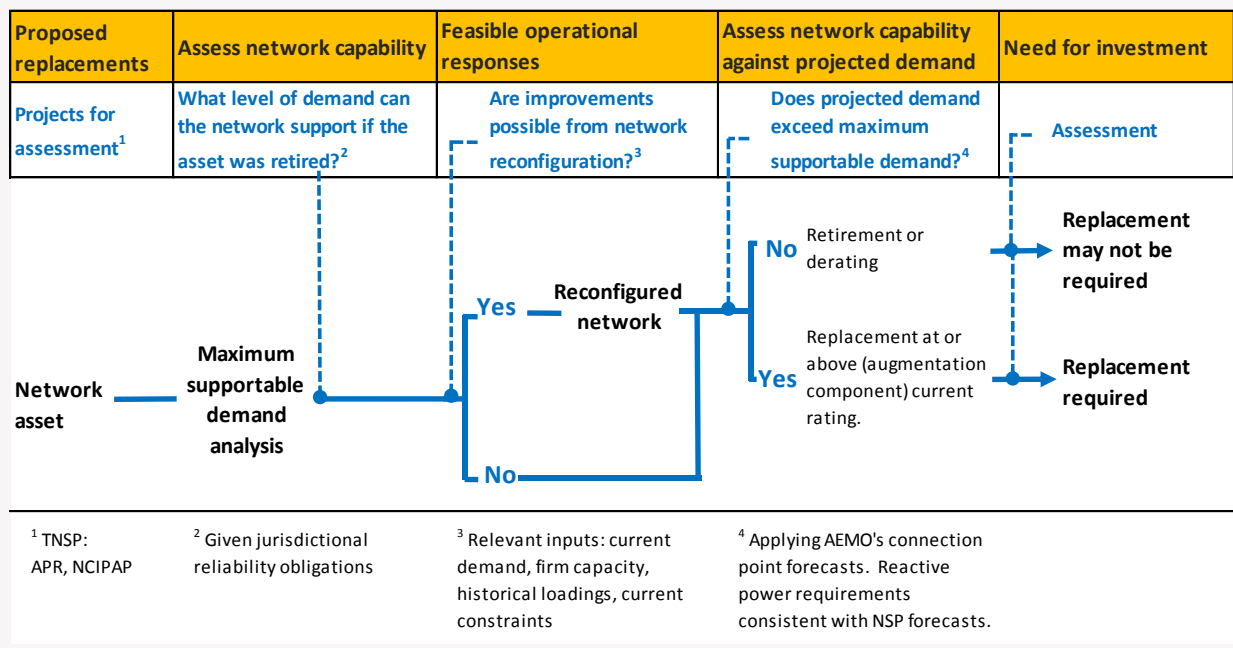 Proposed
replacements
Assess network capability
Feasible operational
responses
Assess network capability
against projected demand
Need for investment
Projects for
assessment1
What level of demand can
the network support if the
asset was retired?2
Are improvements
possible from network
reconfiguration?3
Does projected demand
exceed maximum
supportable demand?4
Assessment
Network
asset
Maximum
supportable
demand
analysis
Yes
No
Reconfigured
network
No
Retirement or
derating
Yes
Replacement at or
above (augmentation
component) current
rating.
Replacement
may not be
required
Replacement
required
1 TNSP:
APR, NCIPAP
2 Given jurisdictional
reliability obligations
3 Relevant inputs: current
demand, firm capacity,
historical loadings, current
constraints
4 Applying AEMO's connection
point forecasts.  Reactive
power requirements
consistent with NSP forecasts.